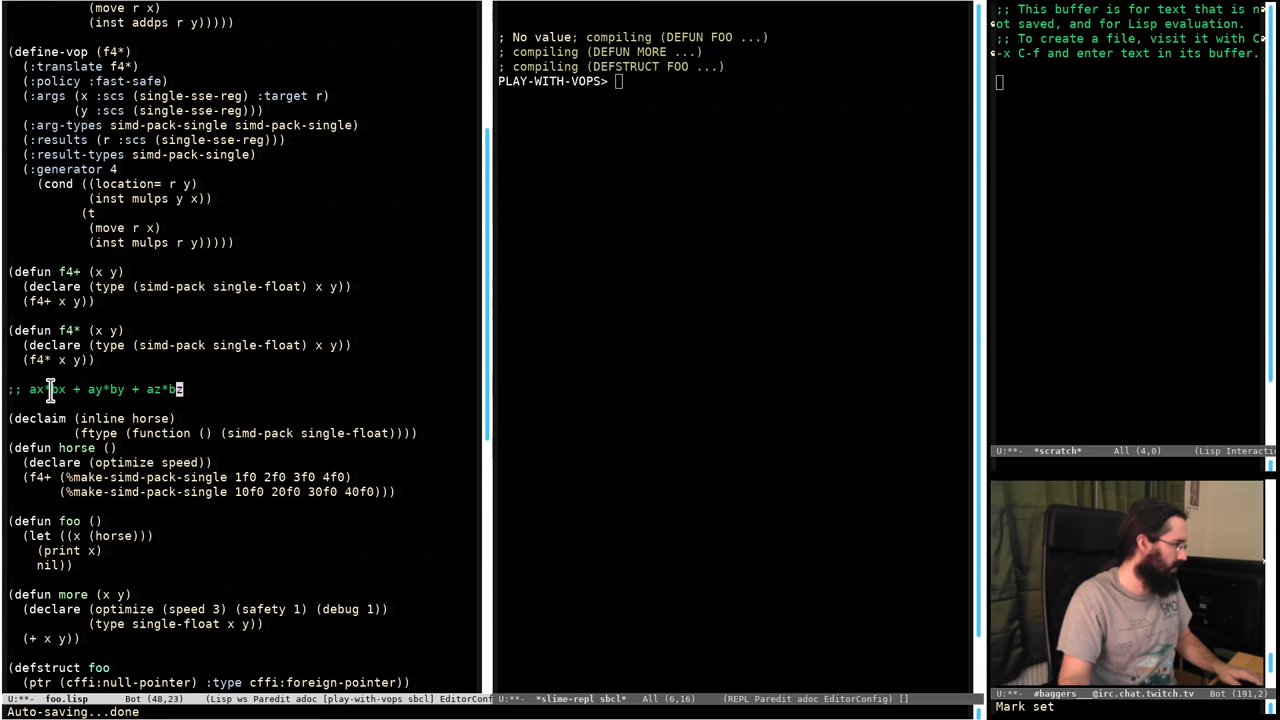 (move r x)
(inst addps r y)))))
(define-vop (f4*)
(:translate f4*)
(:policy :fast-safe)
(:args (x :scs (single-sse-reg) :target r)
(y :scs (single-sse-reg)))
(:arg-types simd-pack-single simd-pack-single)
(:results (r :scs (single-sse-reg)))
(:result-types simd-pack-single)
(:generator 4
(cond ((location= r y)
(inst mulps y x))
(t
(move r x)
(inst mulps r y)))))
(defun f4+ (x y)
(declare (type (simd-pack single-float) x y))
(f4+ x y))
(defun f4* (x y)
(declare (type (simd-pack single-float) x y))
(f4* x y))
;; ax*bx + ay*by + az*bz
(declaim (inline horse)
(ftype (function () (simd-pack single-float))))
(defun horse ()
(declare (optimize speed))
(f4+ (%make-simd-pack-single 1f0 2f0 3f0 4f0)
(%make-simd-pack-single 10f0 20f0 30f0 40f0)))
(defun foo ()
(let ((x (horse)))
(print x)
nil))
(defun more (x y)
(declare (optimize (speed 3) (safety 1) (debug 1))
(type single-float x y))
(+ x y))
(defstruct foo
(ptr (cffi:null-pointer) :type cffi:foreign-pointer))
U:**- foo.lisp Bot (48,23) (Lisp ws Paredit adoc [play-with-vops sbcl] EditorConf
Auto-saving...done
; No value; compiling (DEFUN FOO ...)
; compiling (DEFUN MORE ...)
; compiling (DEFSTRUCT FOO ...)
PLAY-WITH-VOPS>
U:**- *slime-repl sbcl* All (6,16) (REPL Paredit adoc EditorConfig) []
;; This buffer is for text that is n
ot saved, and for Lisp evaluation.
;; To create a file, visit it with C
-x C-f and enter text in its buffer.
U:**- *scratch* All (4,0) (Lisp Interacti
U:**- #baggers___@irc.chat.twitch.tv Bot (191,2)
Mark set